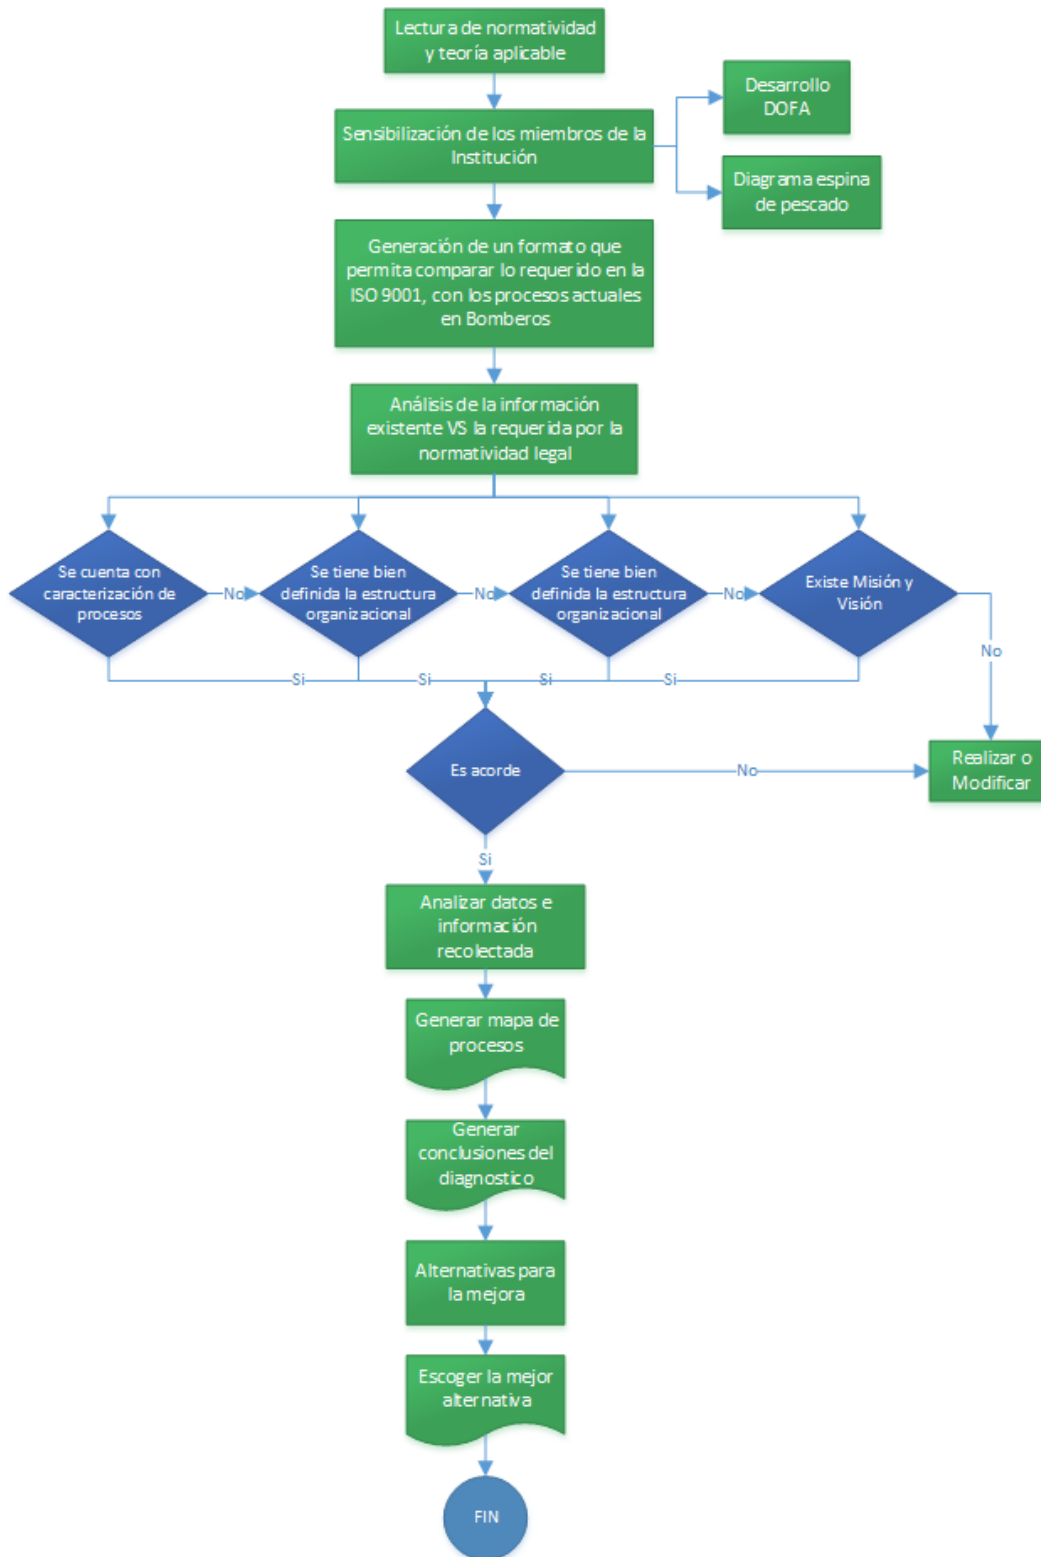 Lectura de normatividad
y teoría aplicable
Desarrollo
DOFA
Sensibilización de los miembros de la
Institución
Diagrama espina
de pescado
Generación de un formato que
permita comparar lo requerido en la
ISO 9001, con los procesos actuales
en Bomberos
Análisis de la información
existente VS la requerida por la
normatividad legal
Se cuenta con
caracterización de
procesos
No
Se tiene bien
definida la estructura
organizacional
No
Se tiene bien
definida la estructura
organizacional
No
Existe Misión y
Visión
No
Si
Si
Si
Si
Es acorde
No
Realizar o
Modificar
Si
Analizar datos e
información
recolectada
Generar mapa de
procesos
Generar
conclusiones del
diagnostico
Alternativas para
la mejora
Escoger la mejor
alternativa
FIN